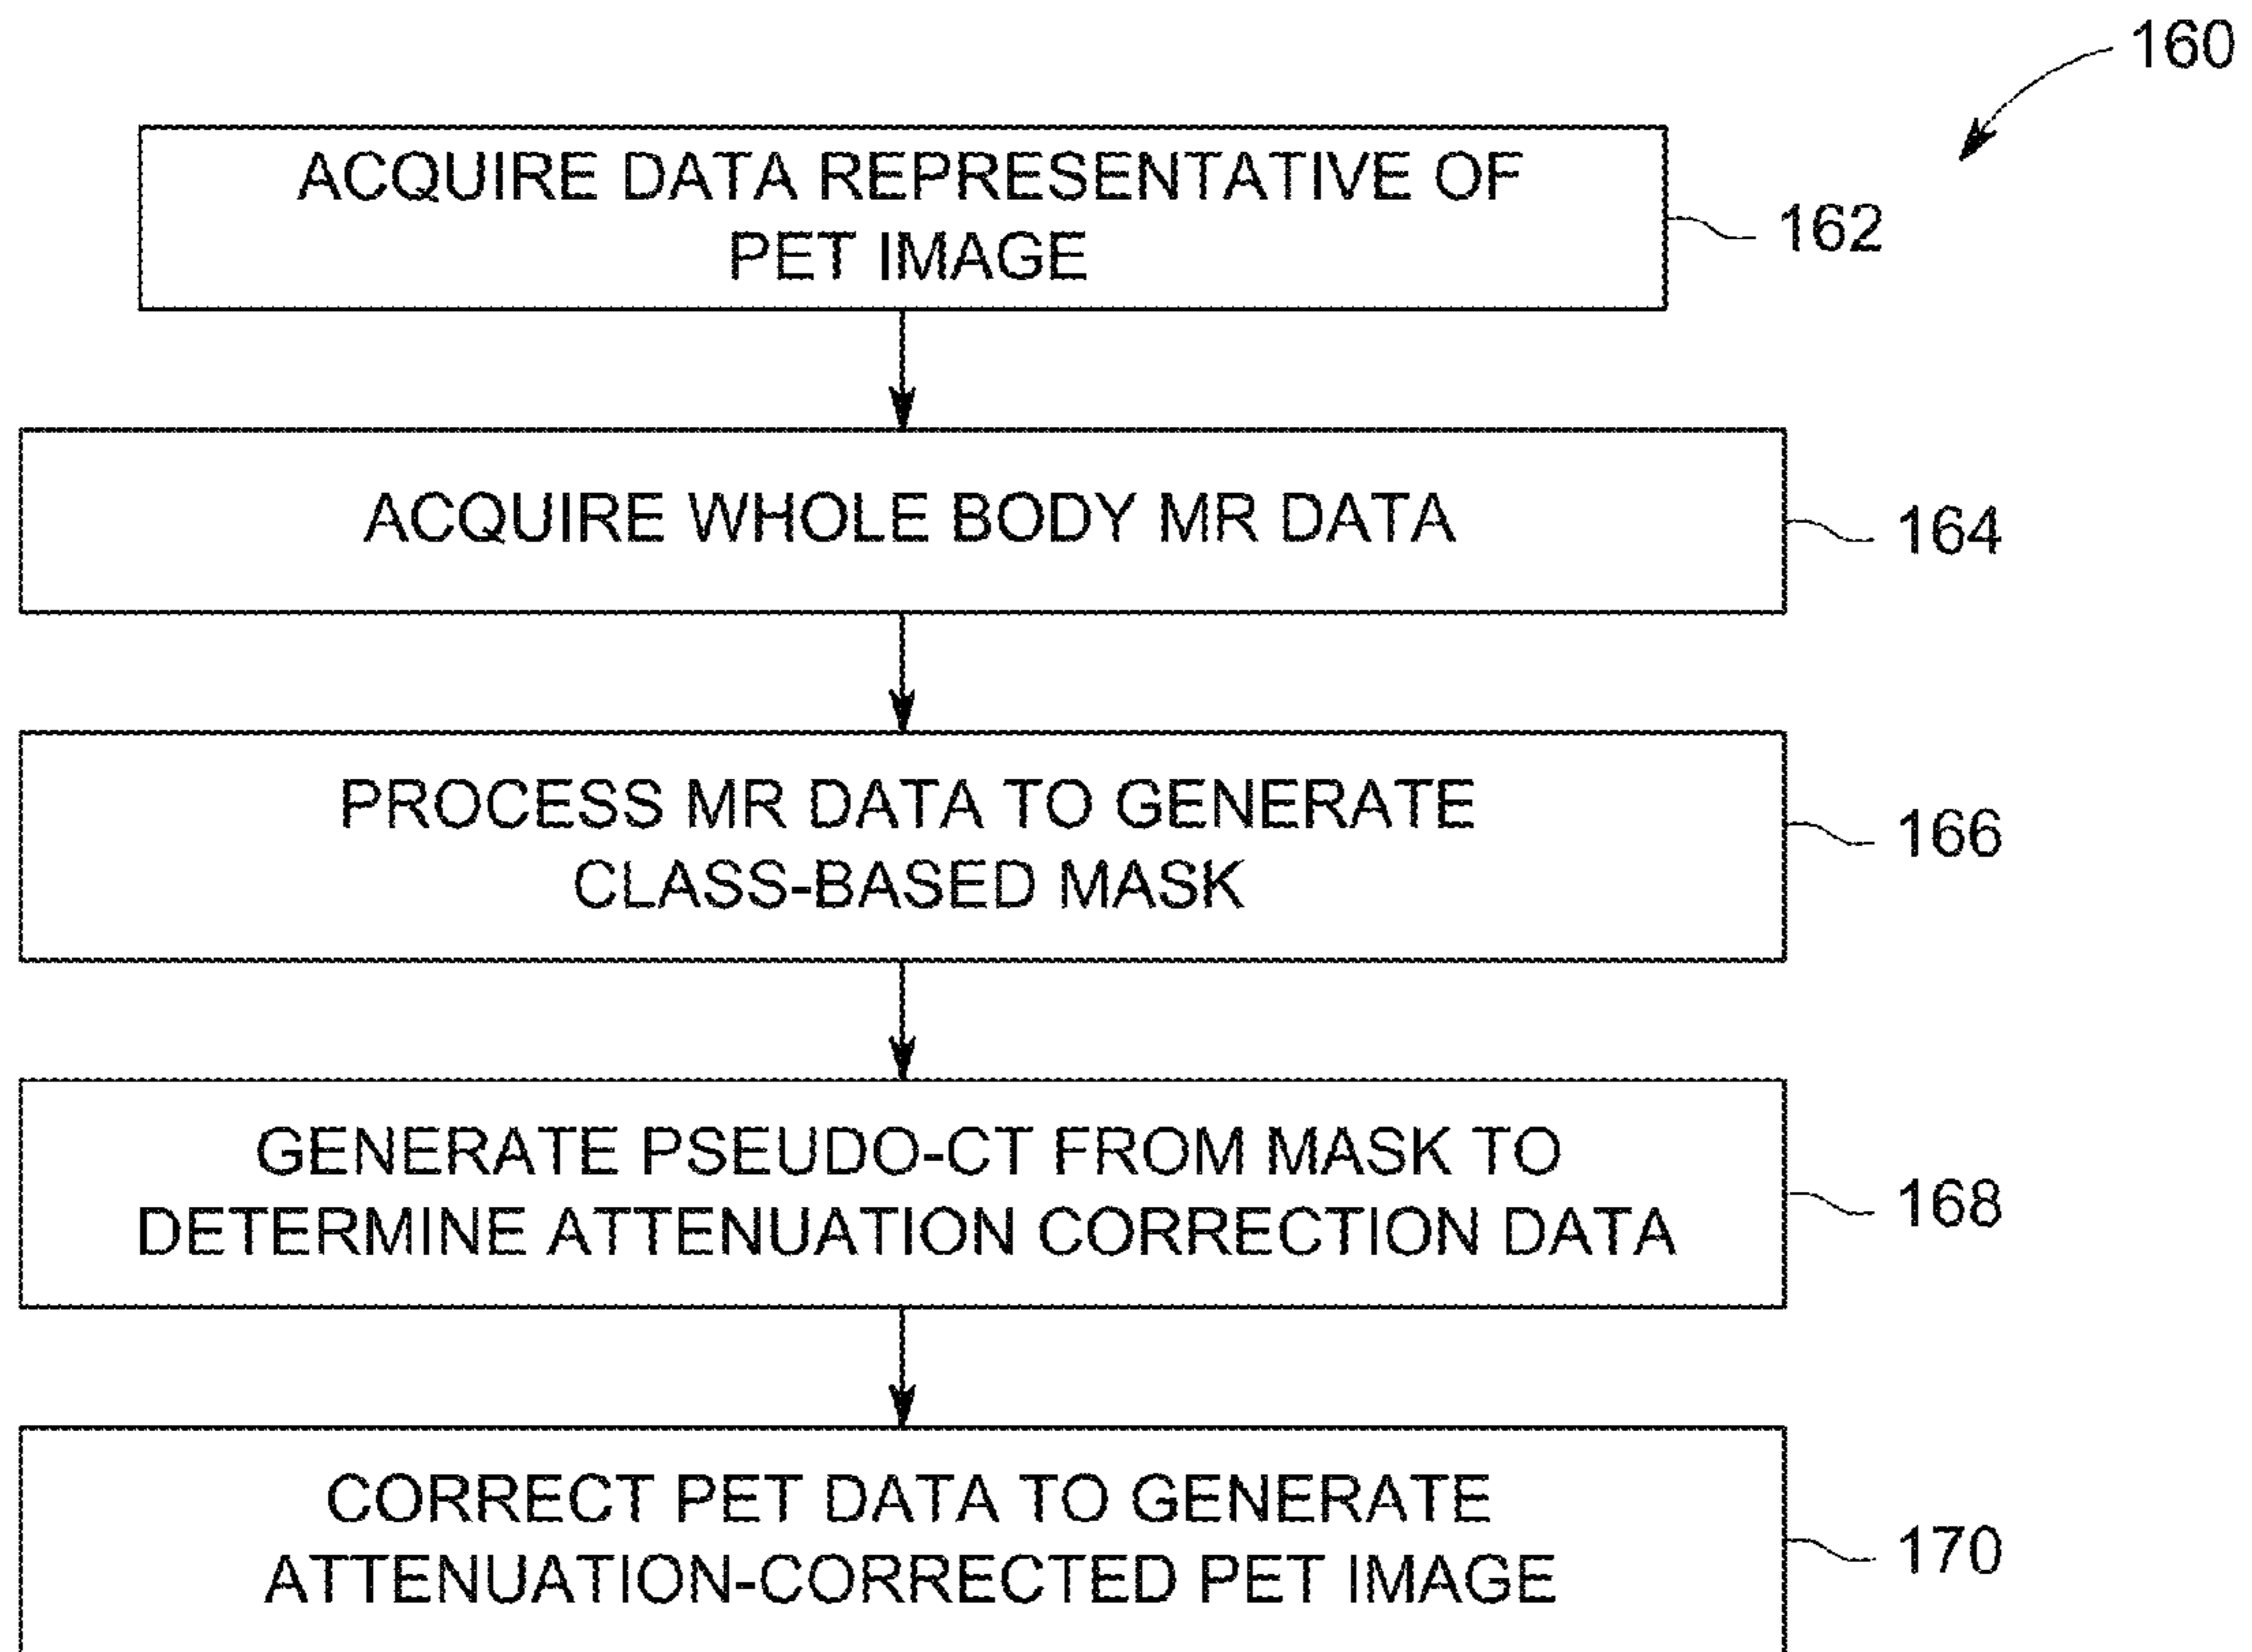 160
ACQUIRE DATA REPRESENTATIVE OF
PET IMAGE
162
ACQUIRE WHOLE BODY MR DATA
164
PROCESS MR DATA TO GENERATE
CLASS-BASED MASK
166
GENERATE PSEUDO-CT FROM MASK TO
DETERMINE ATTENUATION CORRECTION DATA
168
CORRECT PET DATA TO GENERATE
ATTENUATION-CORRECTED PET IMAGE
170